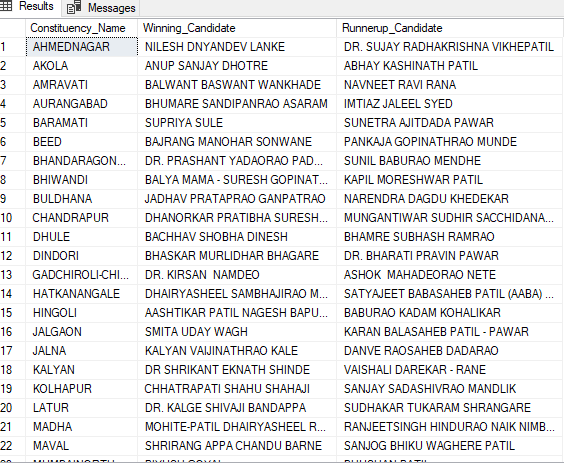 Results Messages
Constituency_Name Winning_Candidate Runnerup_Candidate
1 AHMEDNAGAR NILESH DNYANDEV LANKE DR. SUJAY RADHAKRISHNA VIKHEPATIL
2 AKOLA ANUP SANJAY DHOTRE ABHAY KASHINATH PATIL
3 AMRAVATI BALWANT BASWANT WANKHADE NAVNEET RAVI RANA
4 AURANGABAD BHUMARE SANDIPANRAO ASARAM IMTIAZ JALEEL SYED
5 BARAMATI SUPRIYA SULE SUNETRA AJITDADA PAWAR
6 BEED BAJRANG MANOHAR SONWANE PANKAJA GOPINATHRAO MUNDE
7 BHANDARAGON... DR. PRASHANT YADAORAO PAD... SUNIL BABURAO MENDHE
8 BHIWANDI BALYA MAMA - SURESH GOPINAT... KAPIL MORESHWAR PATIL
9 BULDHANA JADHAV PRATAPRAO GANPATRAO NARENDRA DAGDU KHEDEKAR
10 CHANDRAPUR DHANORKAR PRATIBHA SURESH... MUNGANTIWAR SUDHIR SACCHIDANA...
11 DHULE BACHHAV SHOBHA DINESH BHAMRE SUBHASH RAMRAO
12 DINDORI BHASKAR MURLIDHAR BHAGARE DR. BHARATI PRAVIN PAWAR
13 GADCHIROLI-CHI... DR. KIRSAN NAMDEO ASHOK MAHADEORAO NETE
14 HATKANANGALE DHAIRYASHEEL SAMBHAJIRAO M... SATYAJEET BABASAHEB PATIL (AABA) ...
15 HINGOLI AASHTIKAR PATIL NAGESH BAPU... BABURAO KADAM KOHALIKAR
16 JALGAON SMITA UDAY WAGH KARAN BALASAHEB PATIL - PAWAR
17 JALNA KALYAN VAIJINATHRAO KALE DANVE RAOSAHEB DADARAO
18 KALYAN DR SHRIKANT EKNATH SHINDE VAISHALI DAREKAR - RANE
19 KOLHAPUR CHHATRAPATI SHAHU SHAHAJI SANJAY SADASHIVRAO MANDLIK
20 LATUR DR. KALGE SHIVAJI BANDAPPA SUDHAKAR TUKARAM SHRANGARE
21 MADHA MOHITE-PATIL DHAIRYASHEEL R... RANJEETSINGH HINDURAO NAIK NIMB...
22 MAVAL SHRIRANG APPA CHANDU BARNE SANJOG BHIKU WAGHERE PATIL